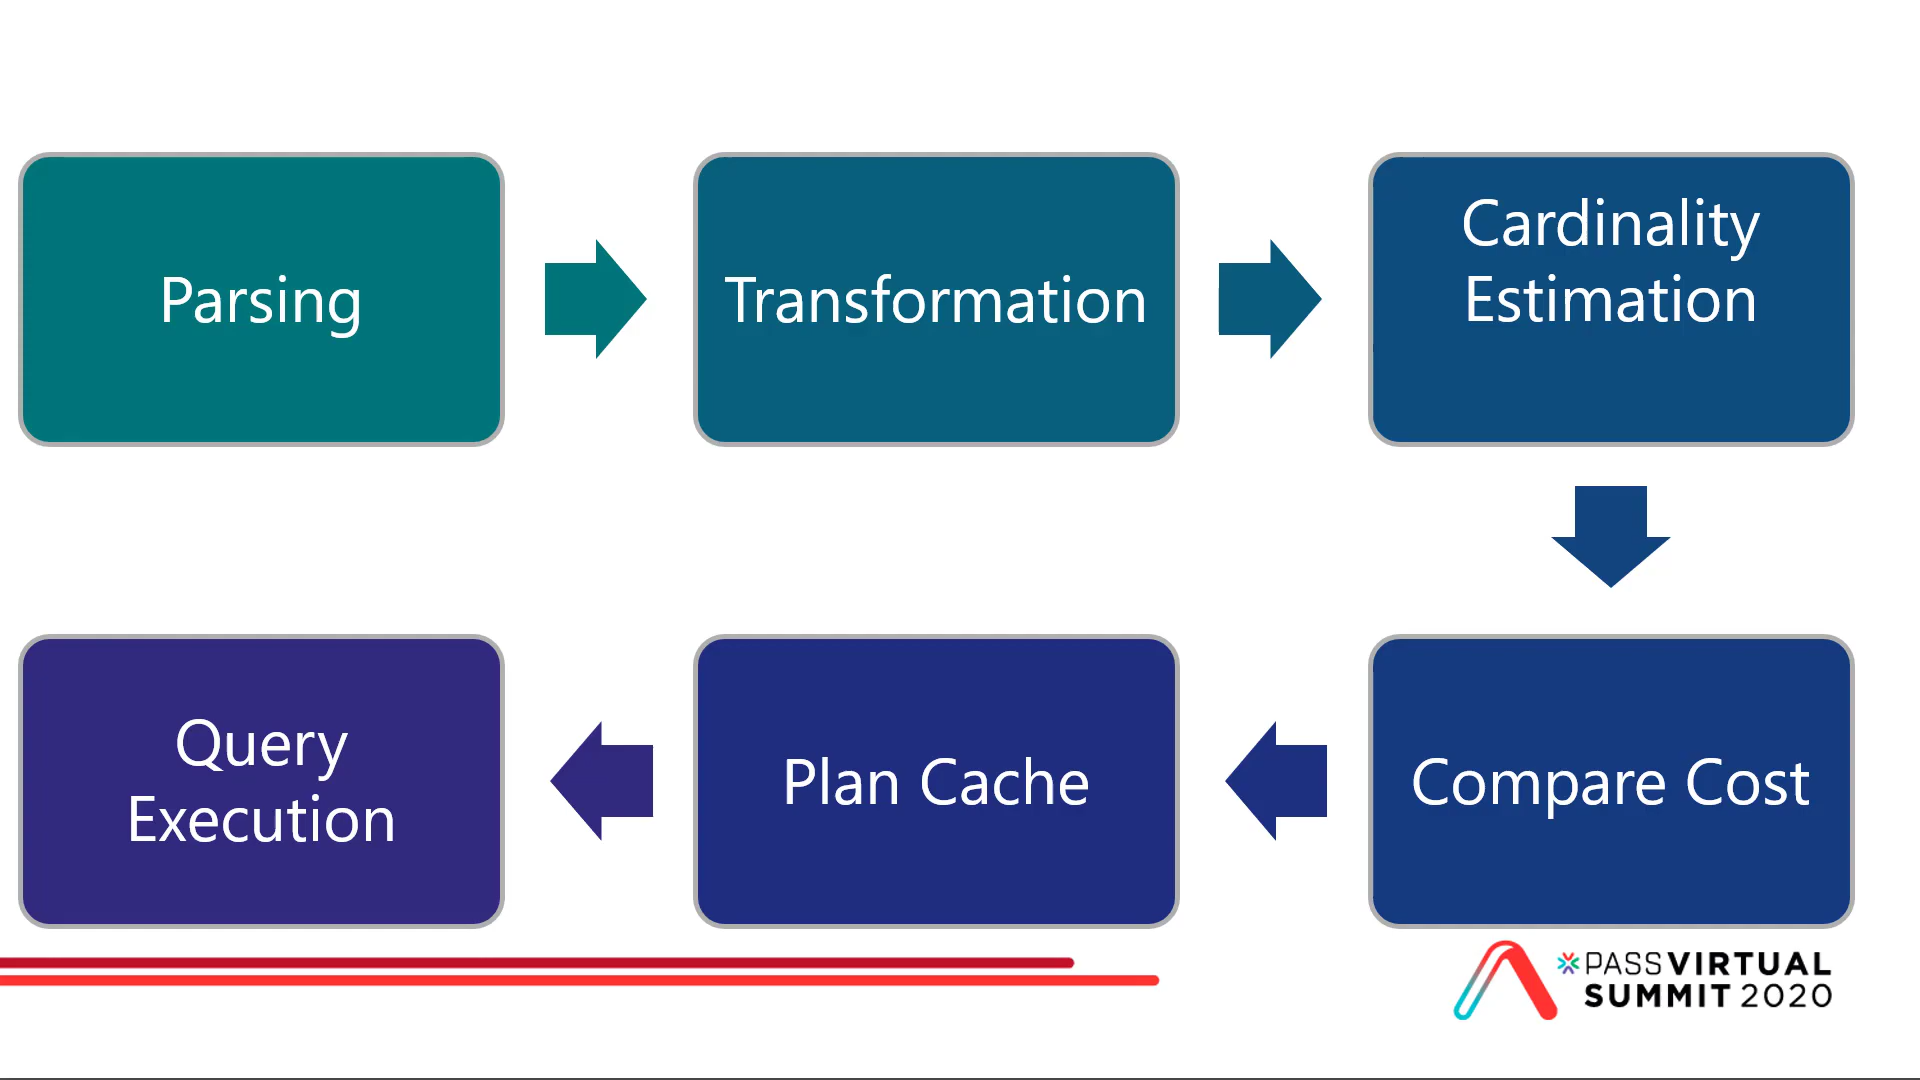 Parsing
Transformation
Cardinality
Estimation
Compare Cost
Plan Cache
Query
Execution
PASS VIRTUAL
SUMMIT 2020